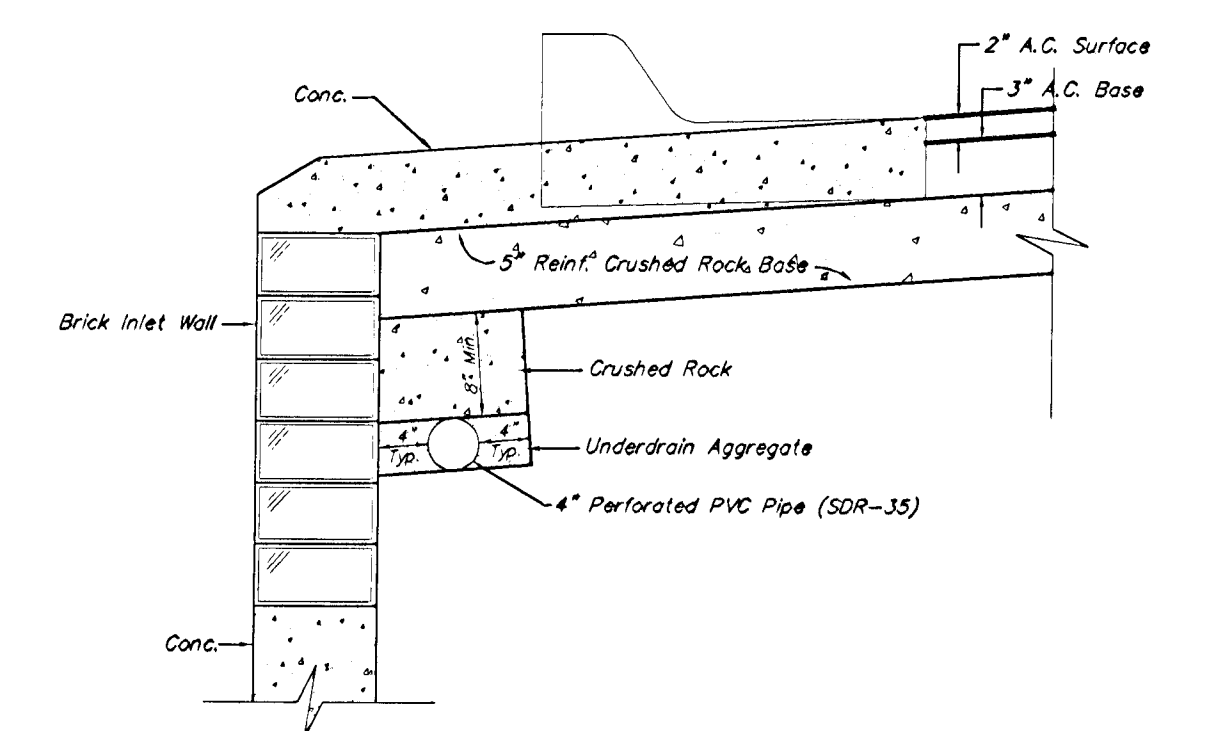 2" A.C. Surface
3" A.C. Base
Conc.
5" Reinf. Crushed Rock Base
Brick Inlet Wall
8" Min.
Crushed Rock
4" Typ.
4" Typ.
Underdrain Aggregate
4" Perforated PVC Pipe (SDR-35)
Conc.